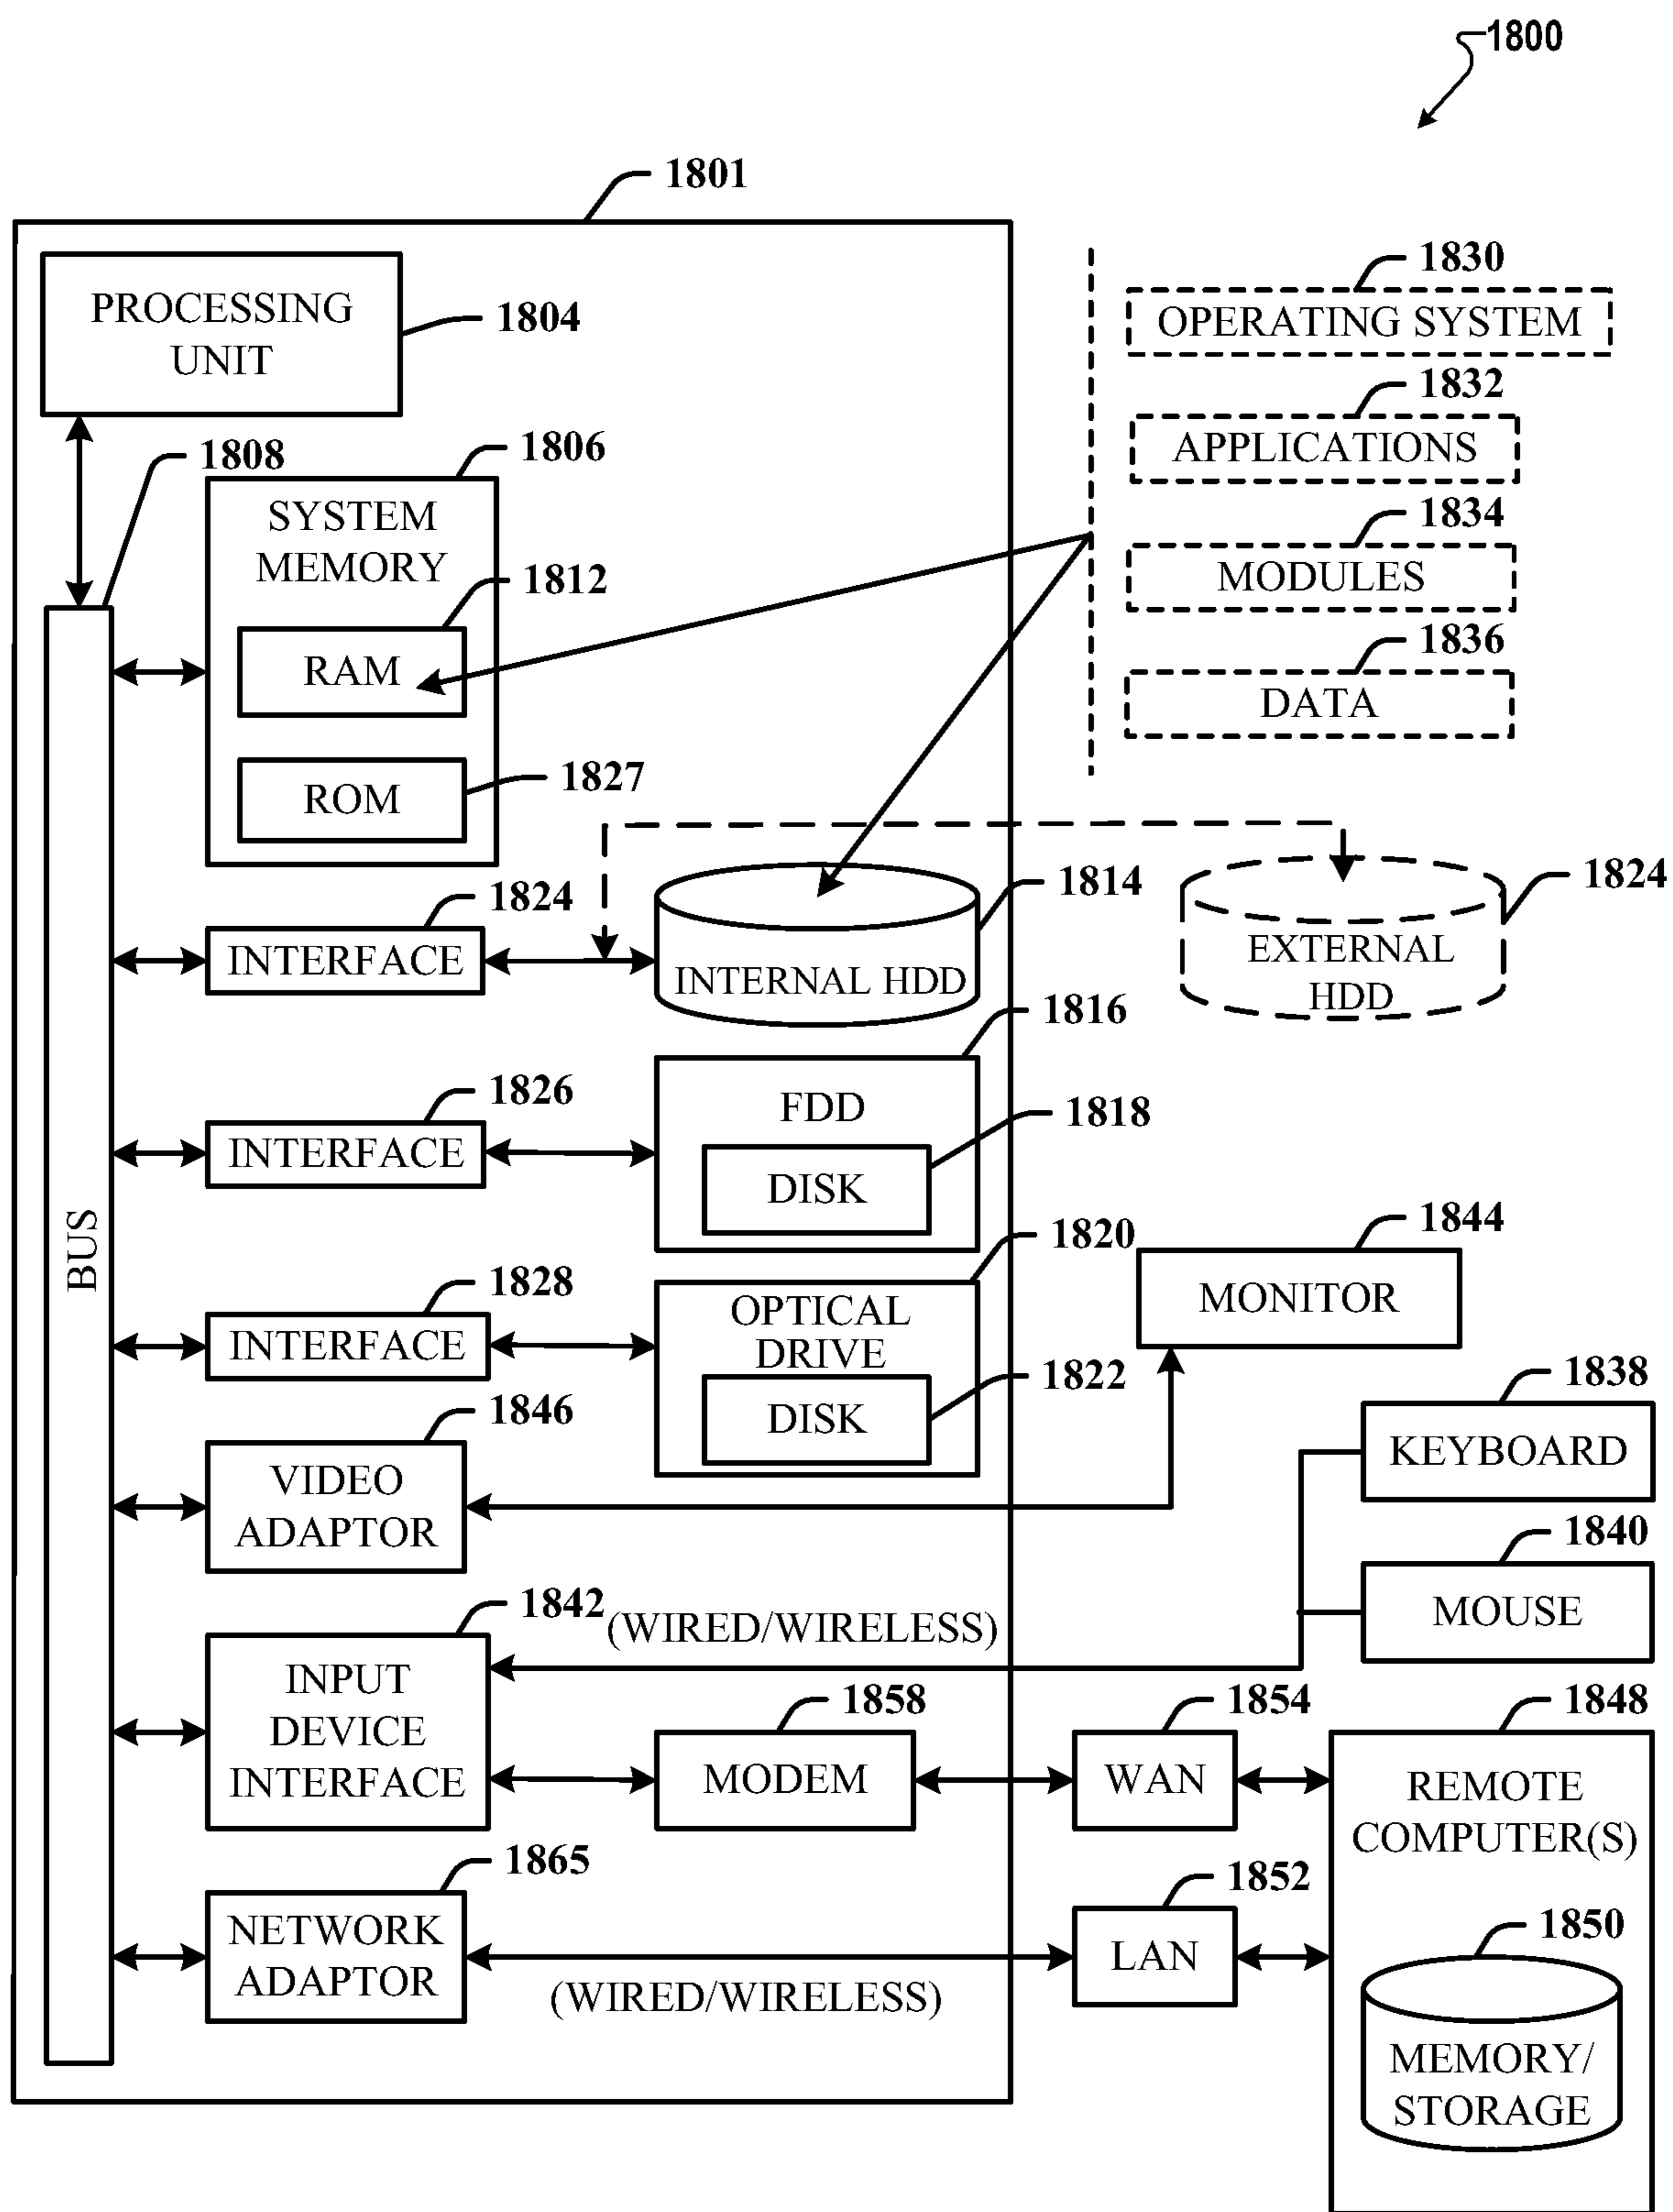 1800
1801
PROCESSING
UNIT
1804
1830
OPERATING SYSTEM
1832
APPLICATIONS
1834
MODULES
1836
DATA
1808
1806
SYSTEM
MEMORY
1812
RAM
ROM
1827
BUS
1824
INTERFACE
1814
INTERNAL HDD
1824
EXTERNAL
HDD
1826
INTERFACE
1816
FDD
1818
DISK
1828
INTERFACE
1820
OPTICAL
DRIVE
1822
DISK
1844
MONITOR
1846
VIDEO
ADAPTOR
1838
KEYBOARD
1840
MOUSE
1842
(WIRED/WIRELESS)
INPUT
DEVICE
INTERFACE
1858
MODEM
1854
WAN
1848
REMOTE
COMPUTER(S)
1865
NETWORK
ADAPTOR
(WIRED/WIRELESS)
1852
LAN
1850
MEMORY/
STORAGE